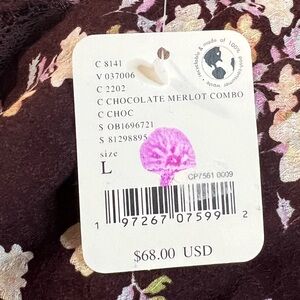 C 8141
V 037006
C 2202
C CHOCOLATE MERLOT COMBO
C CHOC
S OB1696721
S 81298895
size
L
CP7561 0009
1 97267 07599 2
$68.00 USD